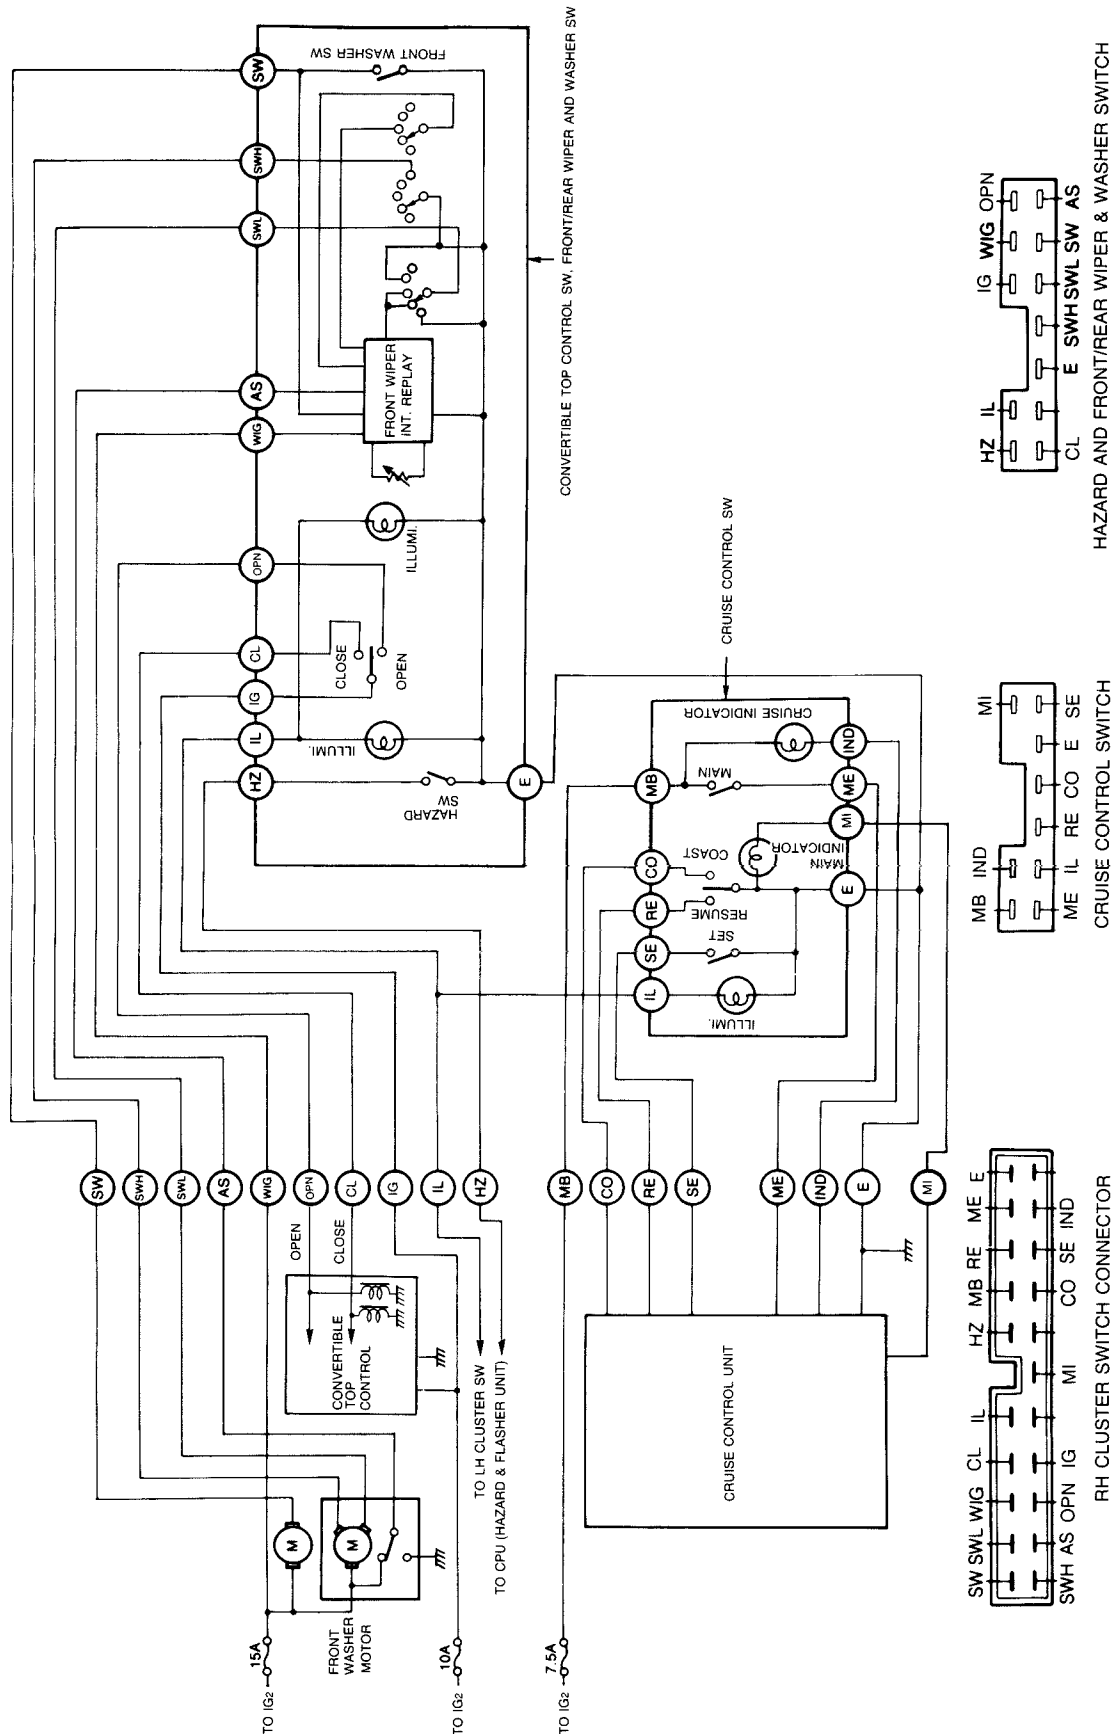 SW
SWH
SWL
AS
WIG
OPN
CL
IG
IL
HZ
E
FRONT WASHER SW
FRONT WIPER
INT. REPLAY
ILLUMI.
CLOSE
OPEN
ILLUMI.
HAZARD
SW
CONVERTIBLE TOP CONTROL SW, FRONT/REAR WIPER AND WASHER SW
TO IG2
15A
FRONT
WASHER
MOTOR
M
M
TO IG2
10A
TO IG2
7.5A
OPEN
CLOSE
CONVERTIBLE
TOP
CONTROL
TO LH CLUSTER SW
TO CPU (HAZARD & FLASHER UNIT)
SW
SWH
SWL
AS
WIG
OPN
CL
IG
IL
HZ
MB
CO
RE
SE
ME
IND
E
MI
CRUISE CONTROL UNIT
CRUISE CONTROL SW
MB
CO
RE
SE
IL
IND
ME
MI
E
CRUISE INDICATOR
MAIN
MAIN
INDICATOR
COAST
RESUME
SET
ILLUMI.
SW SWL WIG CL IL HZ MB RE ME E
SWH AS OPN IG MI CO SE IND
RH CLUSTER SWITCH CONNECTOR
MB IND MI
ME IL RE CO E SE
CRUISE CONTROL SWITCH
HZ IL IG WIG OPN
CL E SWH SWL SW AS
HAZARD AND FRONT/REAR WIPER & WASHER SWITCH